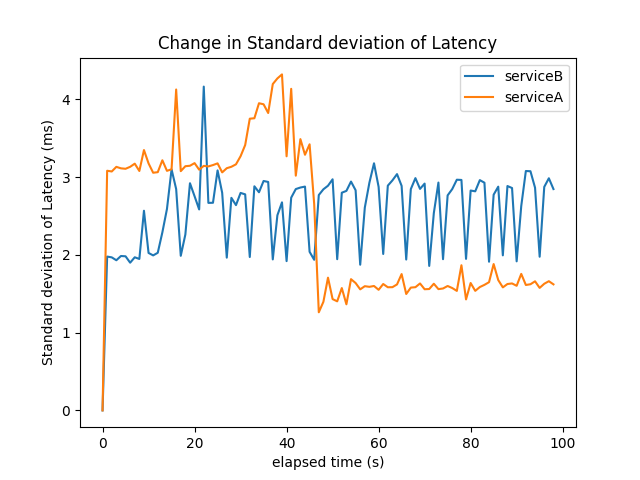 Change in Standard deviation of Latency
serviceB
serviceA
Standard deviation of Latency (ms)
4
3
2
1
0
0 20 40 60 80 100
elapsed time (s)